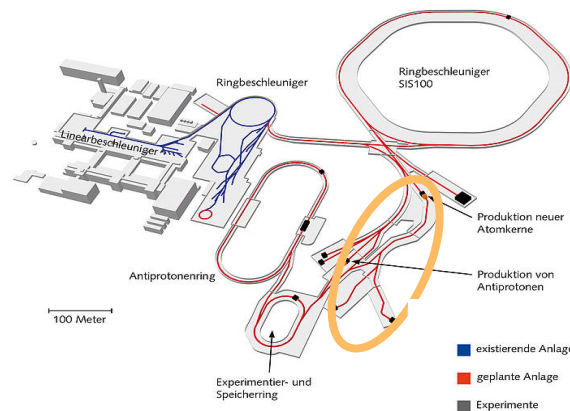 Ringbeschleuniger
Ringbeschleuniger
SIS100
Linearbeschleuniger
Produktion neuer
Atomkerne
Antiprotonenring
Produktion von
Antiprotonen
100 Meter
existierende Anlage
geplante Anlage
Experimentier- und
Speicherring
Experimente